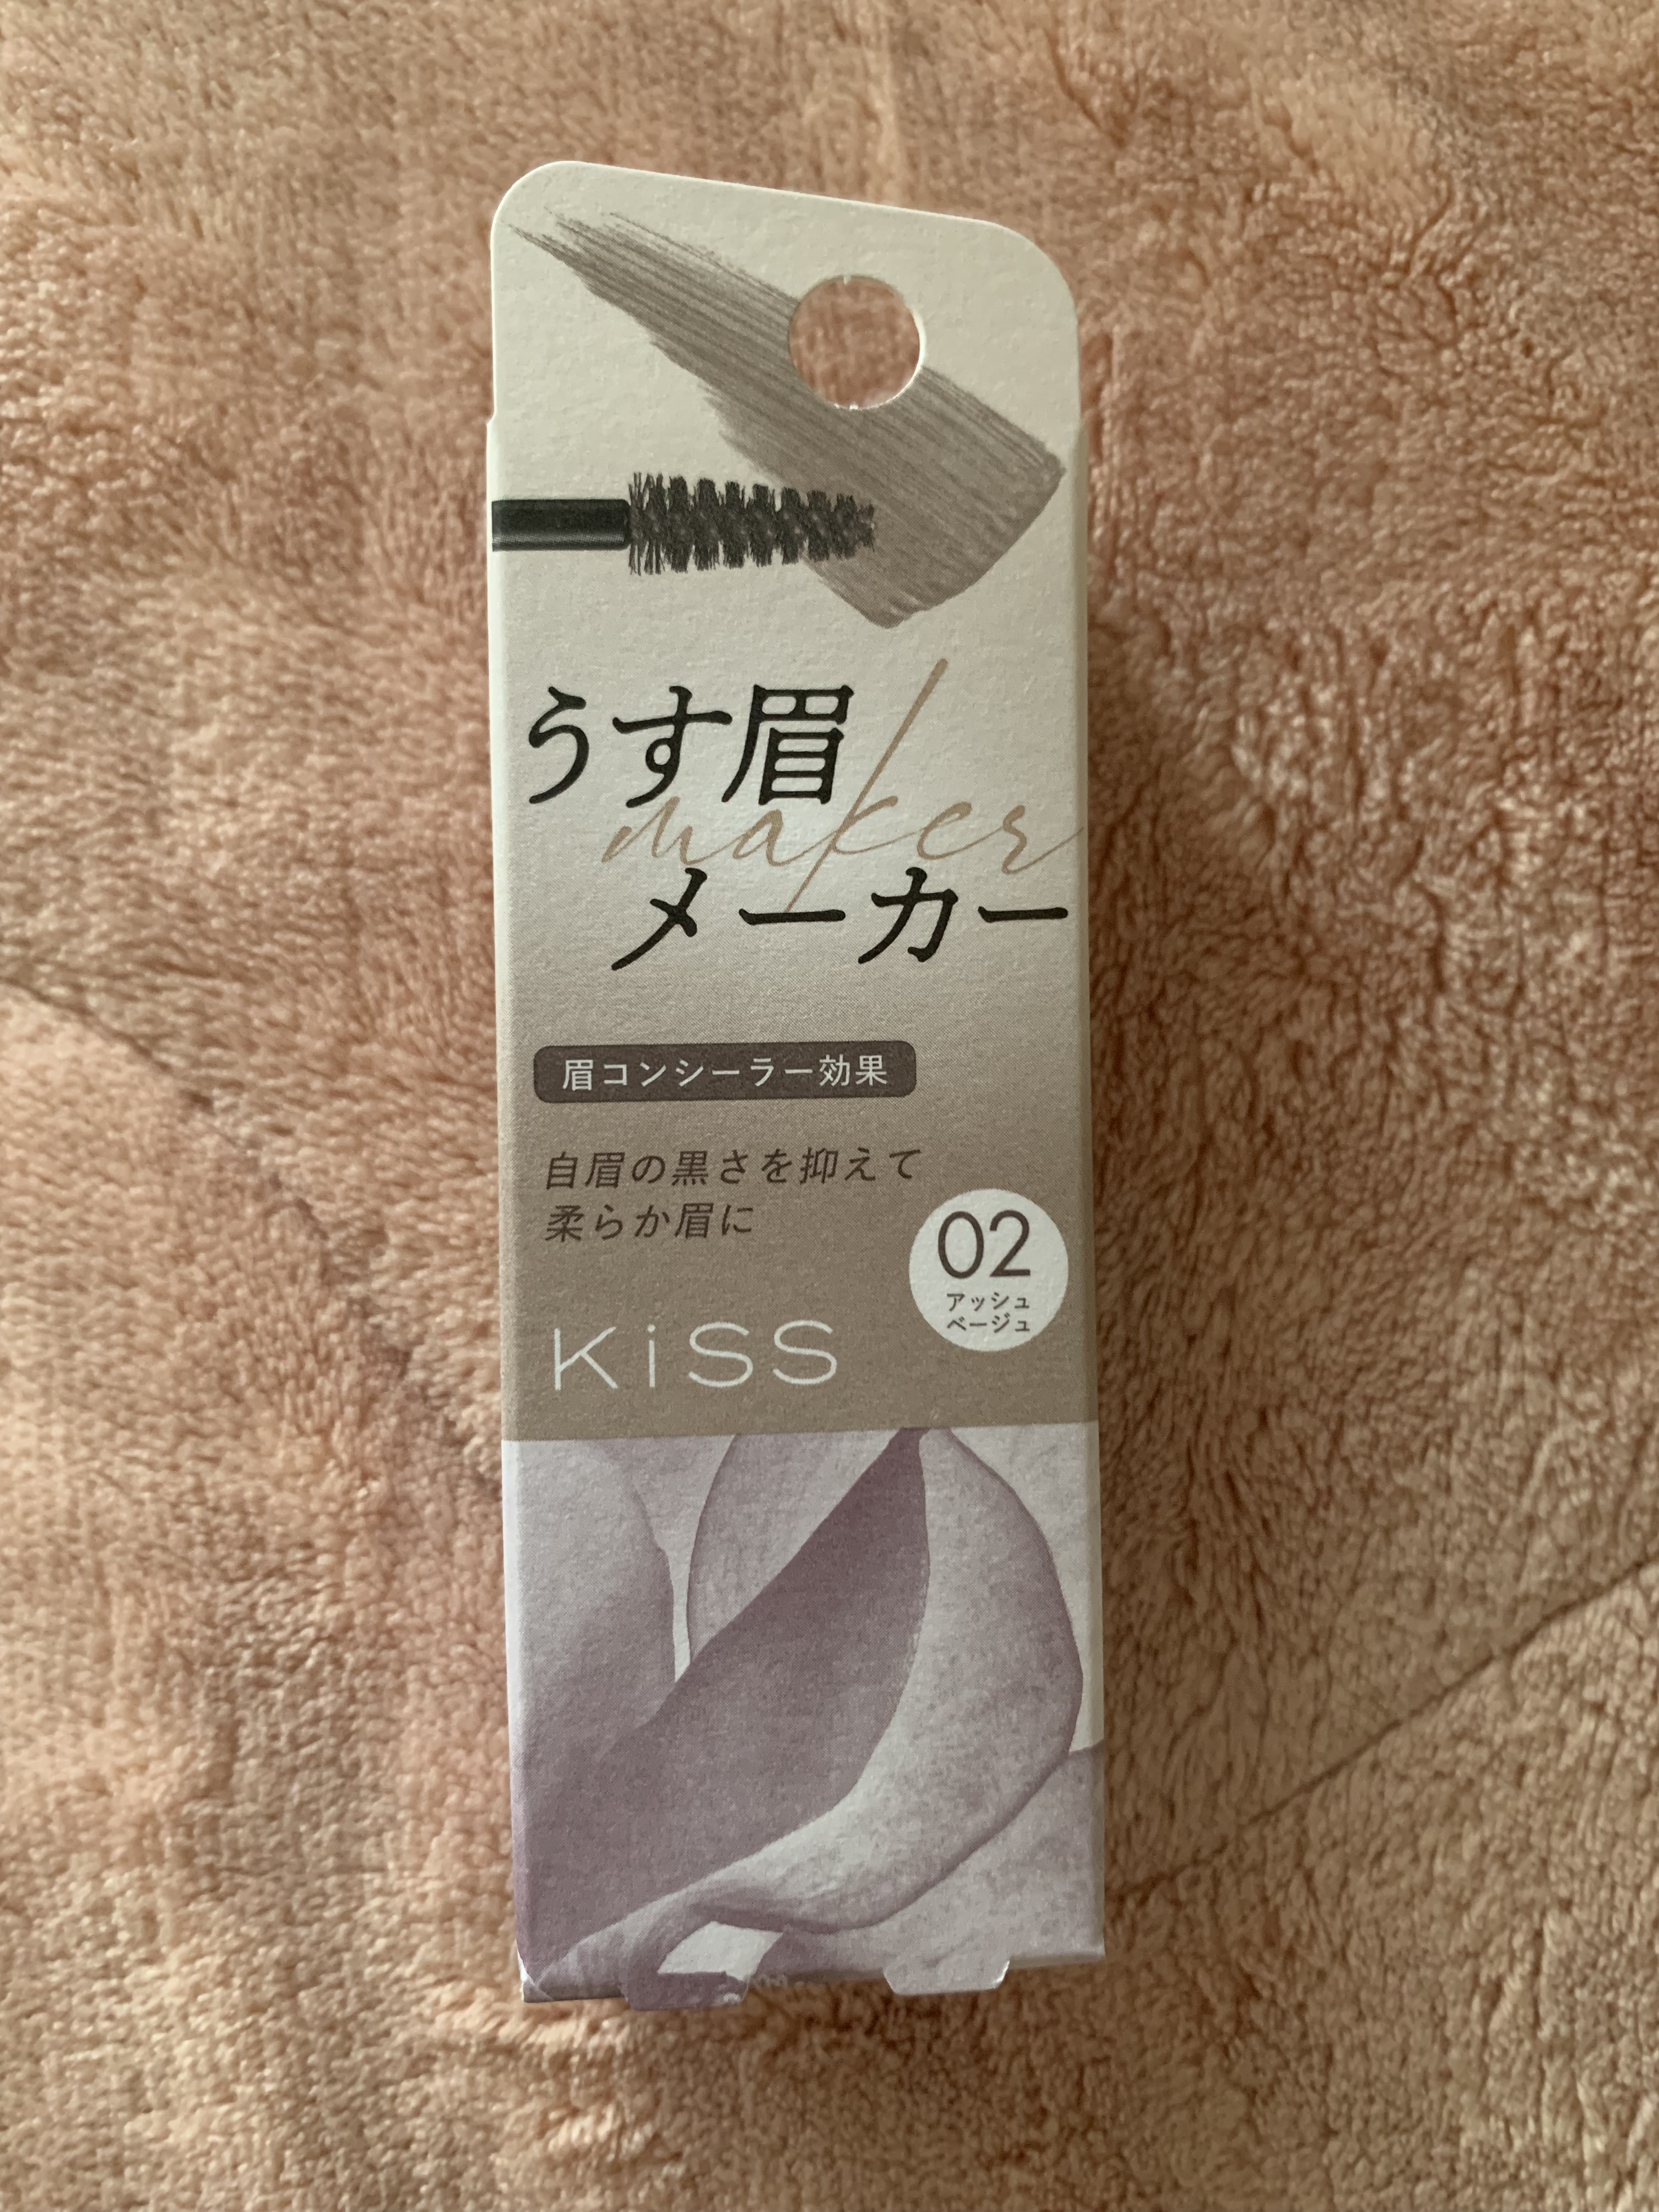 うす眉
maker
メーカー
眉コンシーラー効果
自眉の黒さを抑えて
柔らか眉に
02
アッシュ
ベージュ
KiSS